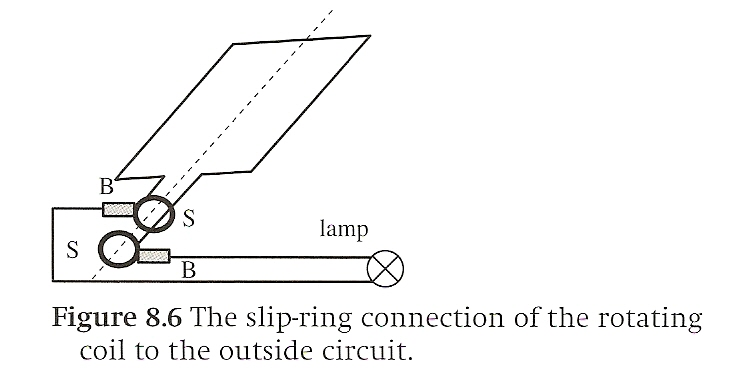 B
S
lamp
S
B
Figure 8.6 The slip-ring connection of the rotating
coil to the outside circuit.